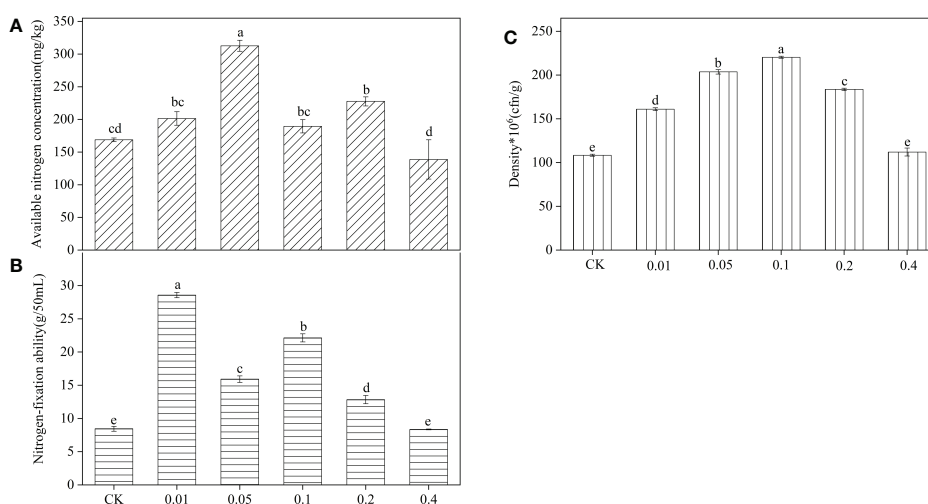 A
Available nitrogen concentration(mg/kg)
350
300
250
200
150
100
150
0
cd
bc
a
bc
b
d
B
Nitrogen-fixation ability(g/50mL)
30
25
20
15
10
5
0
e
a
c
b
d
e
CK 0.01 0.05 0.1 0.2 0.4
C
Density*10⁶(cfn/g)
250
200
150
100
50
0
e
d
b
a
c
e
CK 0.01 0.05 0.1 0.2 0.4